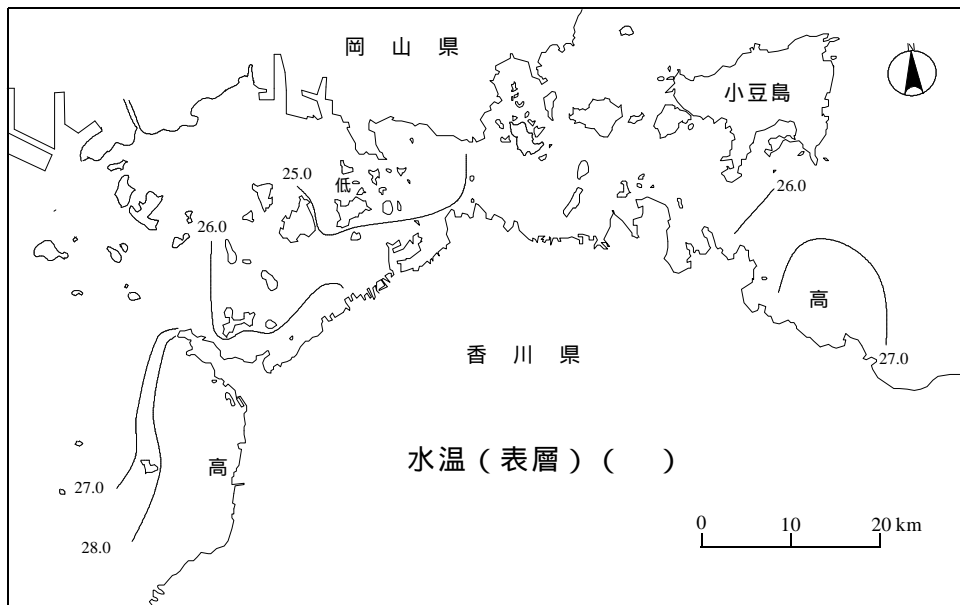 岡 山 県
N
小豆島
25.0
低
26.0
26.0
高
27.0
香 川 県
高
水温（表層）（　）
27.0
28.0
0 10 20 km